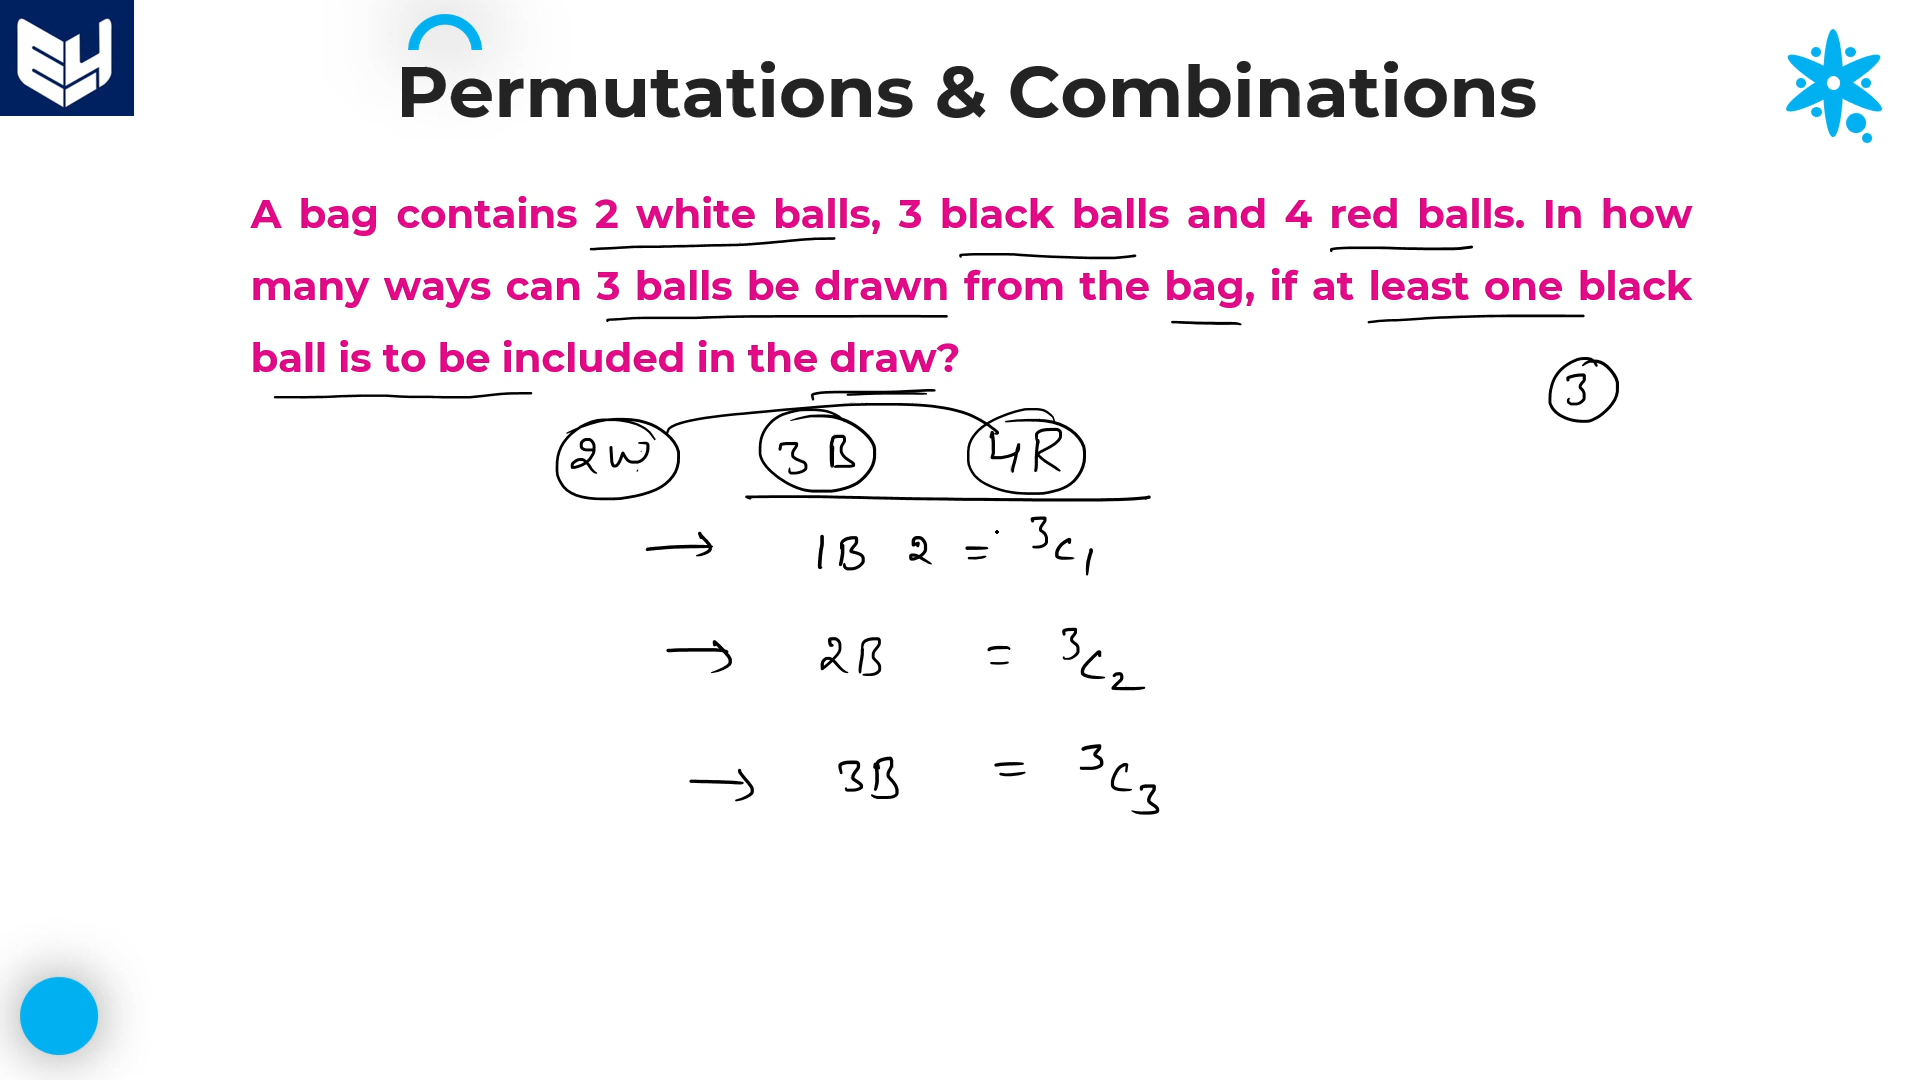 Permutations & Combinations
A bag contains 2 white balls, 3 black balls and 4 red balls. In how
many ways can 3 balls be drawn from the bag, if at least one black
ball is to be included in the draw?
3
2W 3B 4R
→ 1B 2 = ³C₁
→ 2B = ³C₂
→ 3B = ³C₃